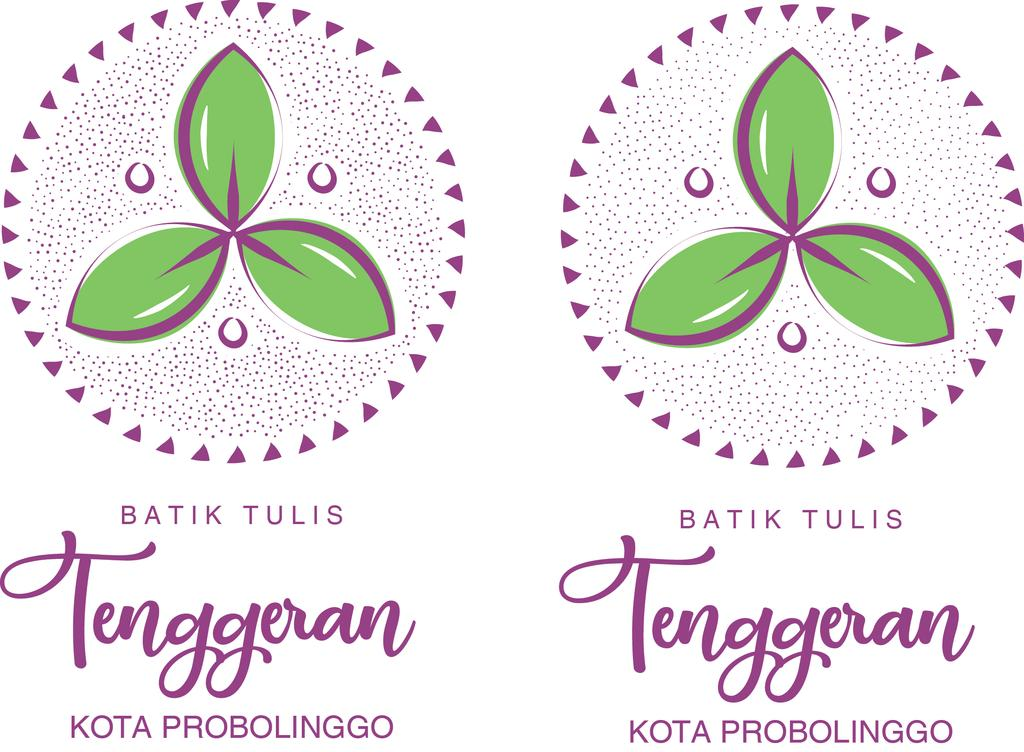 BATIK TULIS
Tenggeran
KOTA PROBOLINGGO
BATIK TULIS
Tenggeran
KOTA PROBOLINGGO